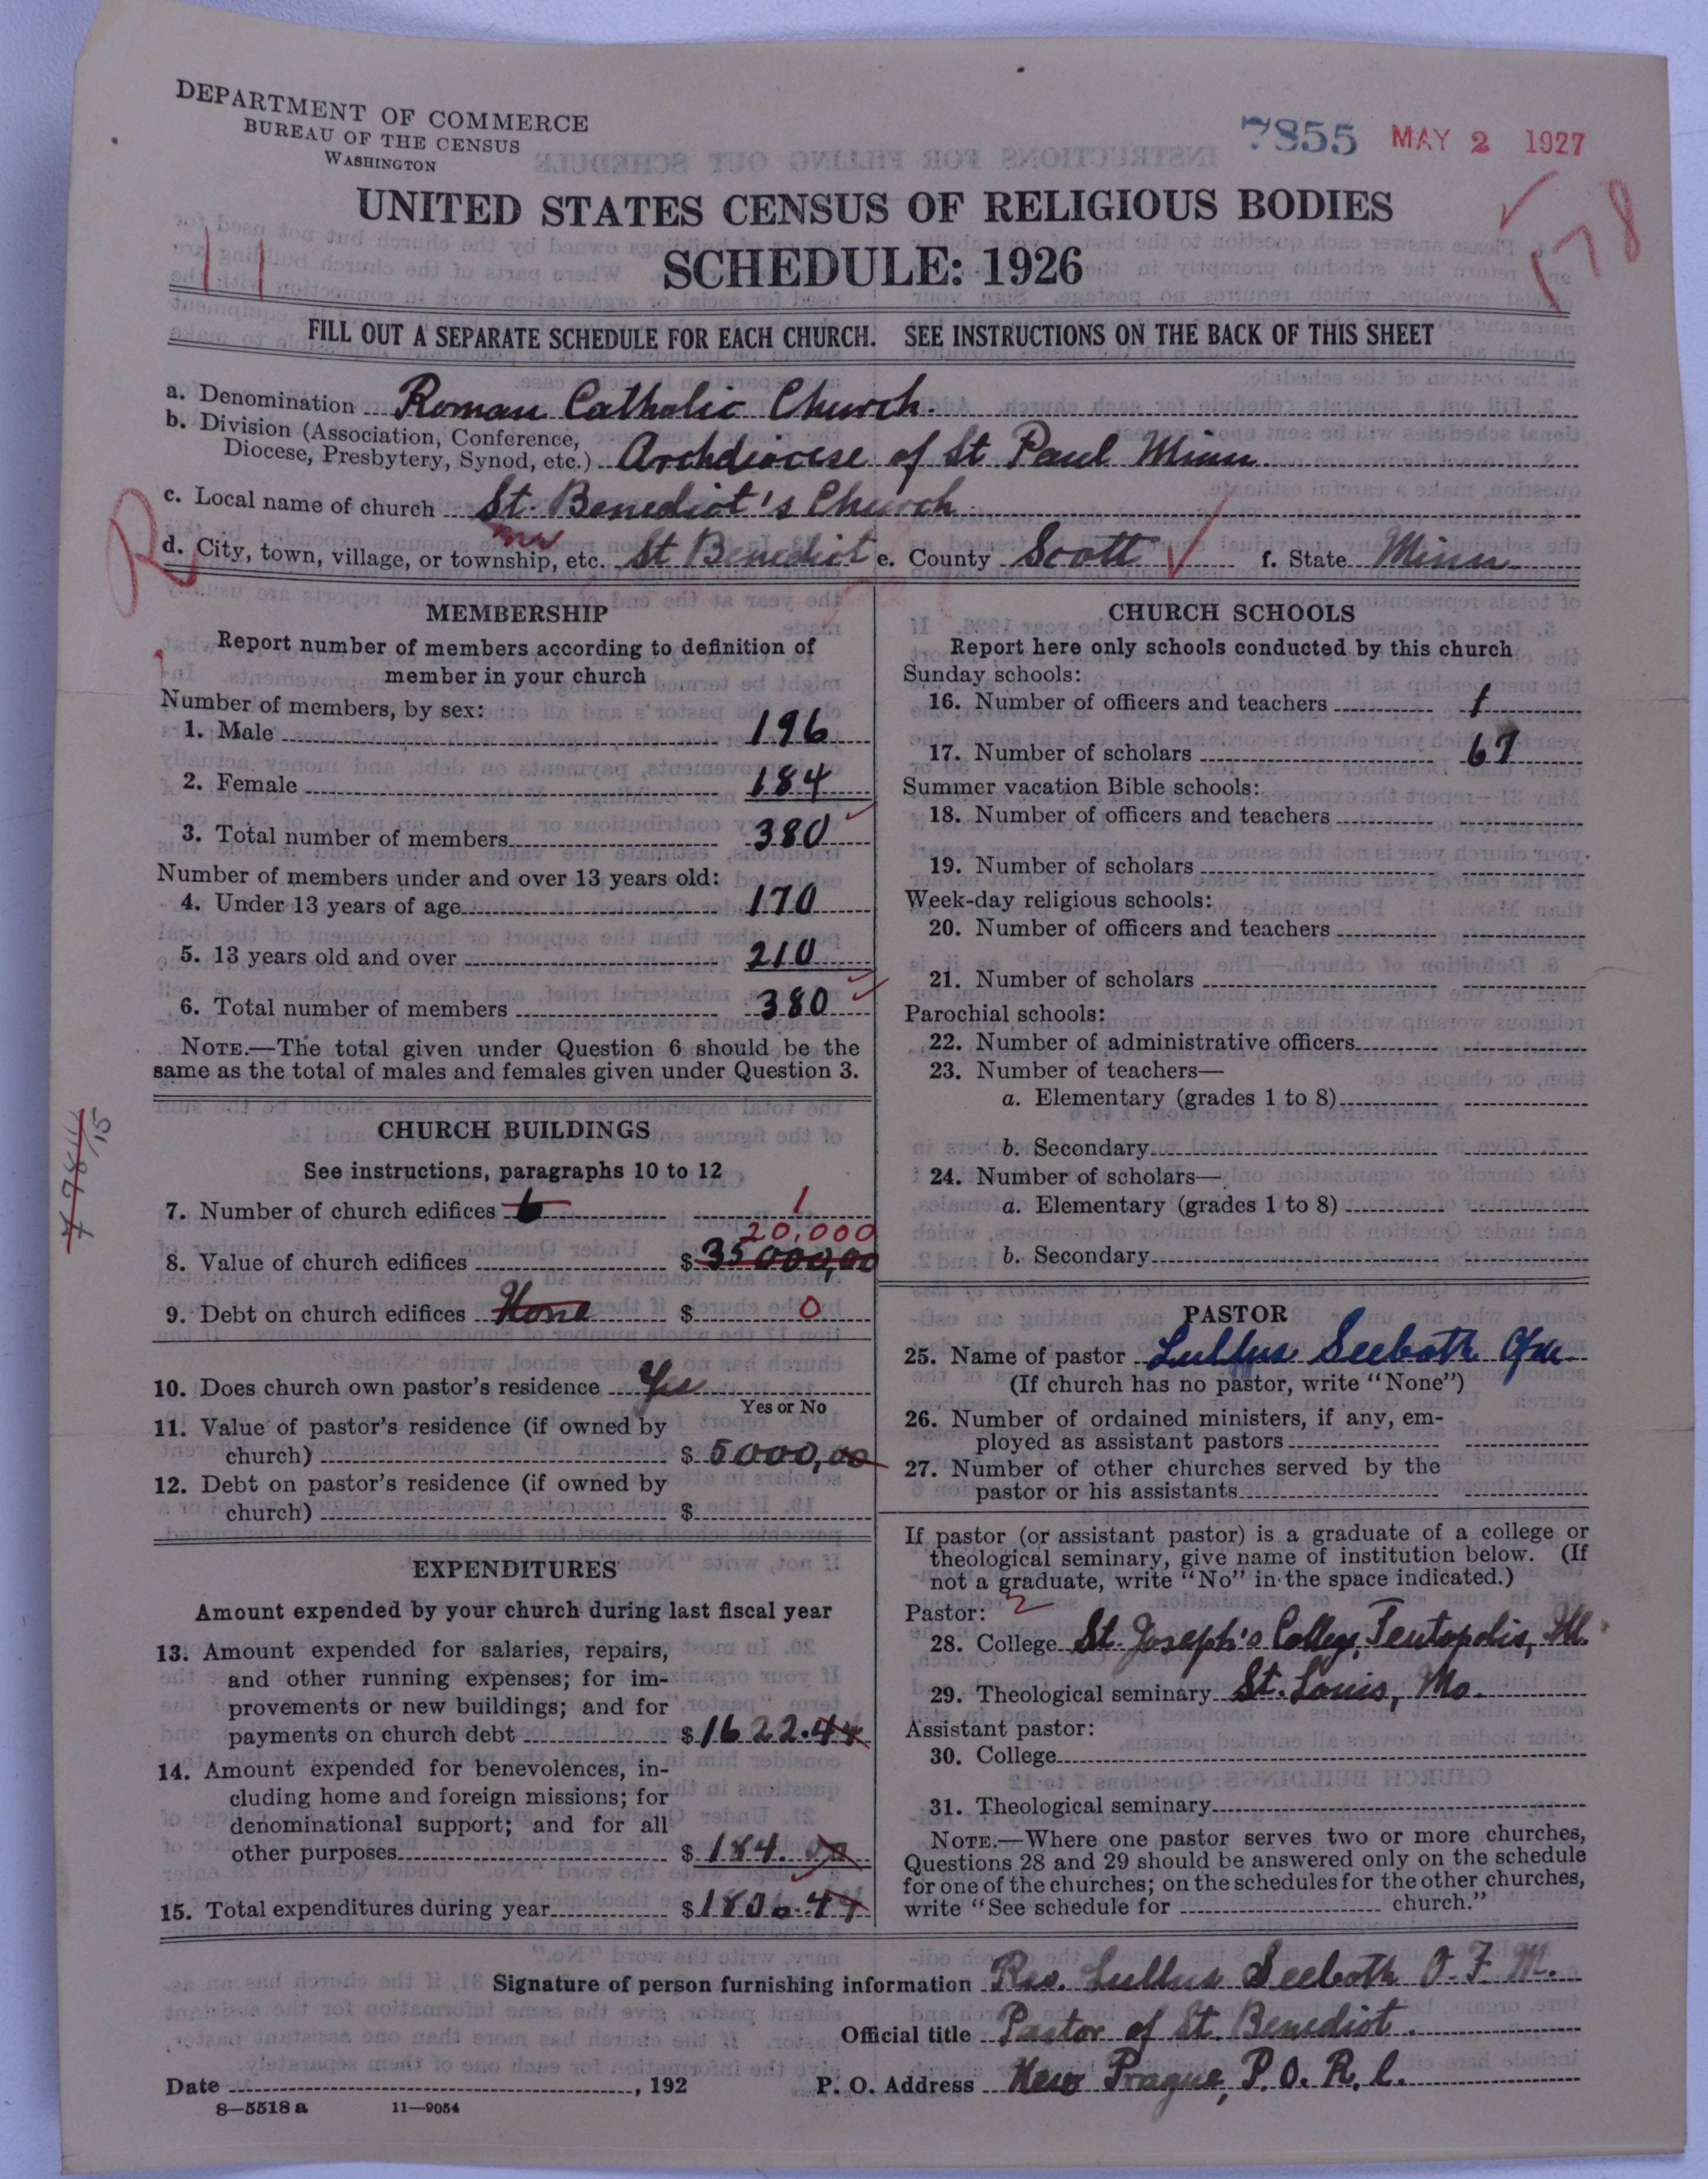 DEPARTMENT OF COMMERCE
BUREAU OF THE CENSUS
WASHINGTON
7855 MAY 2 1927
178
UNITED STATES CENSUS OF RELIGIOUS BODIES
SCHEDULE: 1926
11
FILL OUT A SEPARATE SCHEDULE FOR EACH CHURCH. SEE INSTRUCTIONS ON THE BACK OF THIS SHEET
a. Denomination Roman Catholic Church.
b. Division (Association, Conference,
Diocese, Presbytery, Synod, etc.) Archdiocese of St Paul Minn
c. Local name of church St. Benedict's Church
R
d. City, town, village, or township, etc. St Benedict e. County Scott f. State Minn
MEMBERSHIP
Report number of members according to definition of
member in your church
Number of members, by sex:
1. Male 196
2. Female 184
3. Total number of members 380
Number of members under and over 13 years old:
4. Under 13 years of age 170
5. 13 years old and over 210
6. Total number of members 380
NOTE.—The total given under Question 6 should be the
same as the total of males and females given under Question 3.
CHURCH BUILDINGS
See instructions, paragraphs 10 to 12
7. Number of church edifices 1
20,000
8. Value of church edifices $ 35000,00
9. Debt on church edifices None $ 0
10. Does church own pastor's residence Yes
Yes or No
11. Value of pastor's residence (if owned by
church) $ 5000,00
12. Debt on pastor's residence (if owned by
church) $
EXPENDITURES
Amount expended by your church during last fiscal year
13. Amount expended for salaries, repairs,
and other running expenses; for im-
provements or new buildings; and for
payments on church debt $ 1622.44
14. Amount expended for benevolences, in-
cluding home and foreign missions; for
denominational support; and for all
other purposes $ 184.00
15. Total expenditures during year $ 1806.44
CHURCH SCHOOLS
Report here only schools conducted by this church
Sunday schools:
16. Number of officers and teachers 1
17. Number of scholars 67
Summer vacation Bible schools:
18. Number of officers and teachers
19. Number of scholars
Week-day religious schools:
20. Number of officers and teachers
21. Number of scholars
Parochial schools:
22. Number of administrative officers
23. Number of teachers—
a. Elementary (grades 1 to 8)
b. Secondary
24. Number of scholars—
a. Elementary (grades 1 to 8)
b. Secondary
PASTOR
25. Name of pastor Lullus Seeboth Ofm
(If church has no pastor, write "None")
26. Number of ordained ministers, if any, em-
ployed as assistant pastors
27. Number of other churches served by the
pastor or his assistants
If pastor (or assistant pastor) is a graduate of a college or
theological seminary, give name of institution below. (If
not a graduate, write "No" in the space indicated.)
Pastor: 2
28. College St. Joseph's College, Teutopolis, Ill.
29. Theological seminary St. Louis, Mo.
Assistant pastor:
30. College
31. Theological seminary
NOTE.—Where one pastor serves two or more churches,
Questions 28 and 29 should be answered only on the schedule
for one of the churches; on the schedules for the other churches,
write "See schedule for church."
Signature of person furnishing information Rev. Lullus Seeboth O.F.M.
Official title Pastor of St. Benedict.
Date , 192 P. O. Address New Prague, P.O. R. 1.
8—5518 a 11—9054